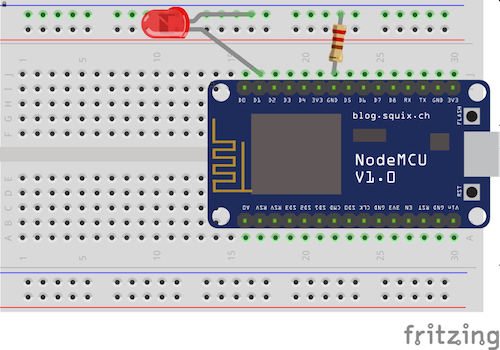 1 5 10 15 20 25 30
J
D0 D1 D2 D3 D4 3V3 GND D5 D6 D7 D8 RX TX GND 3V3
blog.squix.ch
FLASH
NodeMCU
V1.0
RST
A0 RSV RSV SD3 SD2 SD1 CMD SD0 CLK GND 3V3 EN RST GND Vin
A B C D E
A
1 5 10 15 20 25 30
fritzing